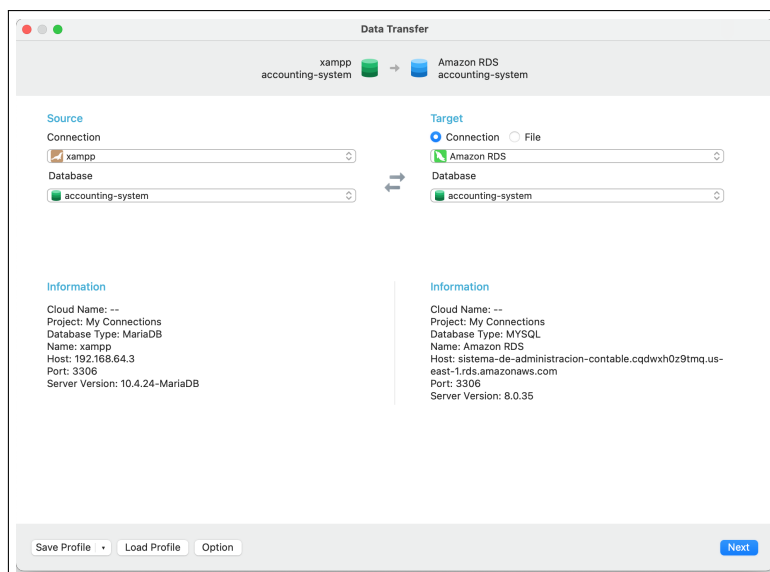 Data Transfer
xampp
accounting-system
Amazon RDS
accounting-system
Source
Connection
xampp
Database
accounting-system
Target
Connection
File
Amazon RDS
Database
accounting-system
Information
Cloud Name: --
Project: My Connections
Database Type: MariaDB
Name: xampp
Host: 192.168.64.3
Port: 3306
Server Version: 10.4.24-MariaDB
Information
Cloud Name: --
Project: My Connections
Database Type: MYSQL
Name: Amazon RDS
Host: sistema-de-administracion-contable.cqdwxh0z9tmq.us-
east-1.rds.amazonaws.com
Port: 3306
Server Version: 8.0.35
Save Profile
Load Profile
Option
Next